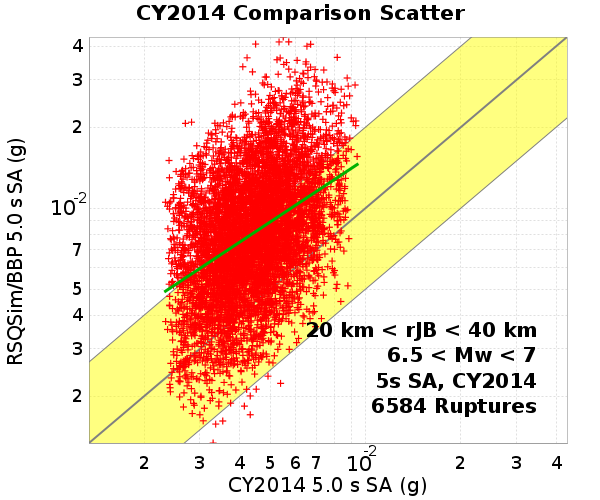 CY2014 Comparison Scatter
4
3
2
10-2
7
5
4
3
2
RSQSim/BBP 5.0 s SA (g)
20 km < rJB < 40 km
6.5 < Mw < 7
5s SA, CY2014
6584 Ruptures
2 3 4 5 6 7 10-2 2 3 4
CY2014 5.0 s SA (g)